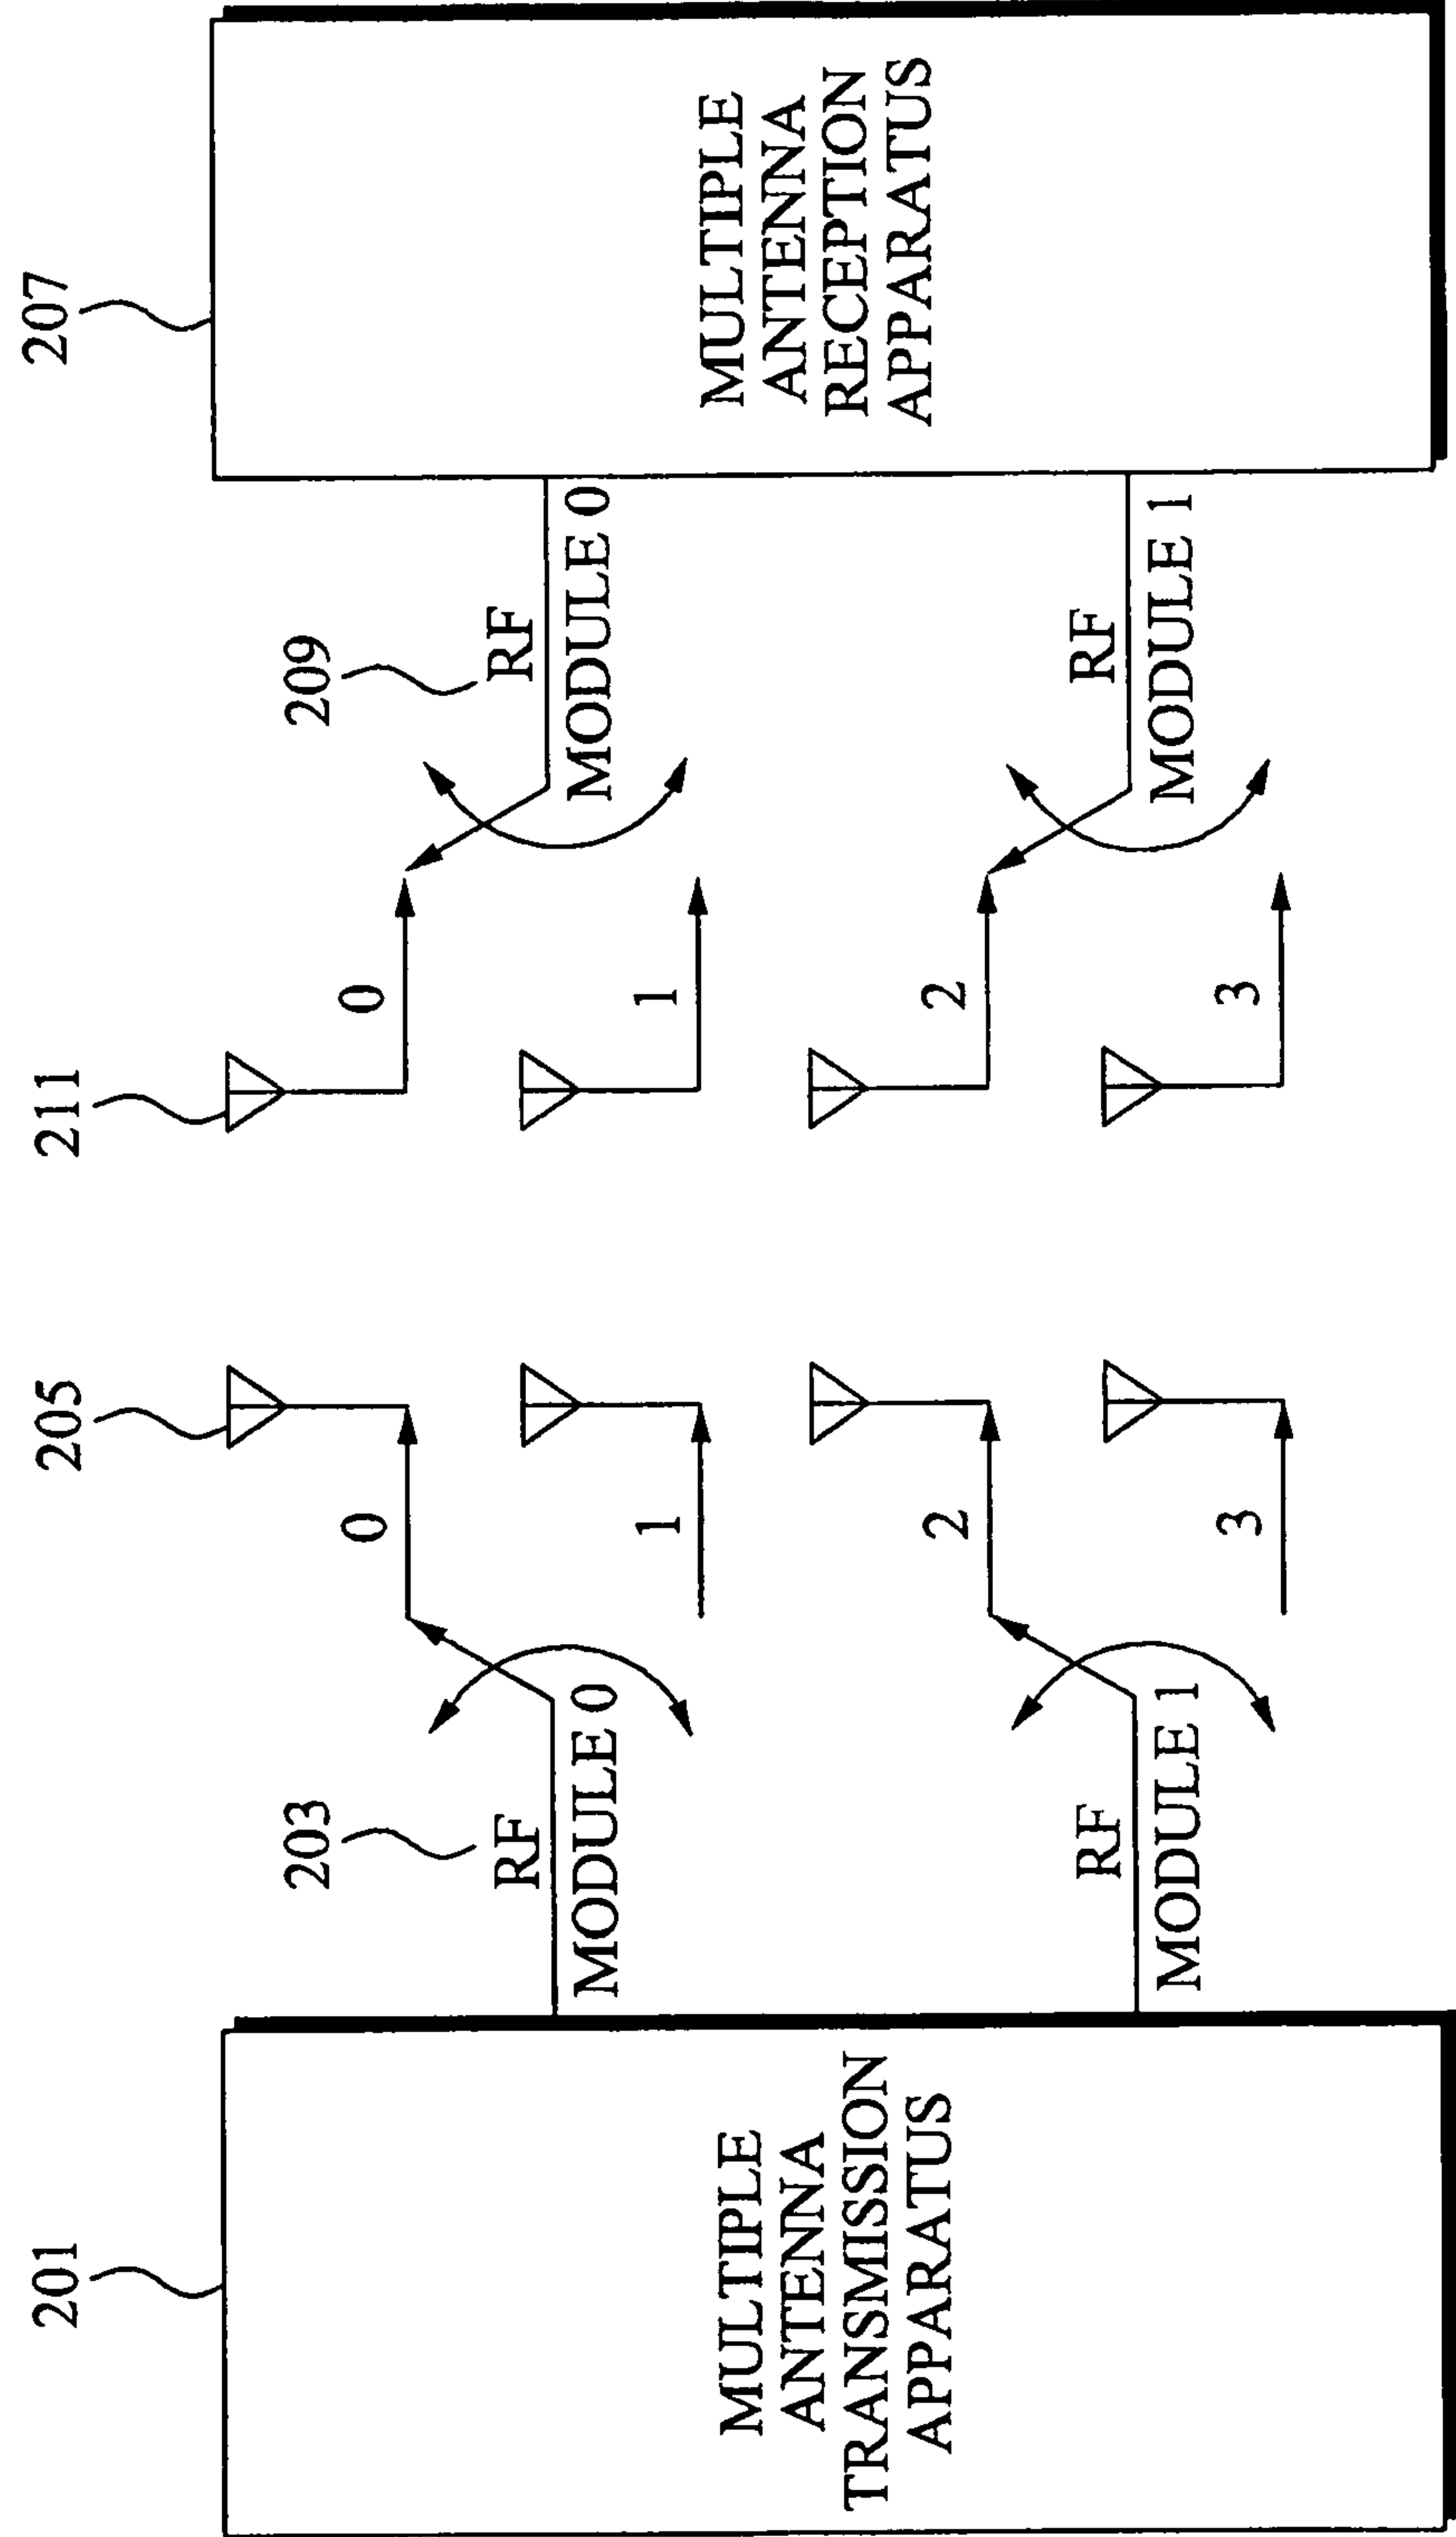 201
MULTIPLE
ANTENNA
TRANSMISSION
APPARATUS
203
RF
MODULE 0
RF
MODULE 1
205
0
1
2
3
211
0
1
2
3
209
RF
MODULE 0
RF
MODULE 1
207
MULTIPLE
ANTENNA
RECEPTION
APPARATUS